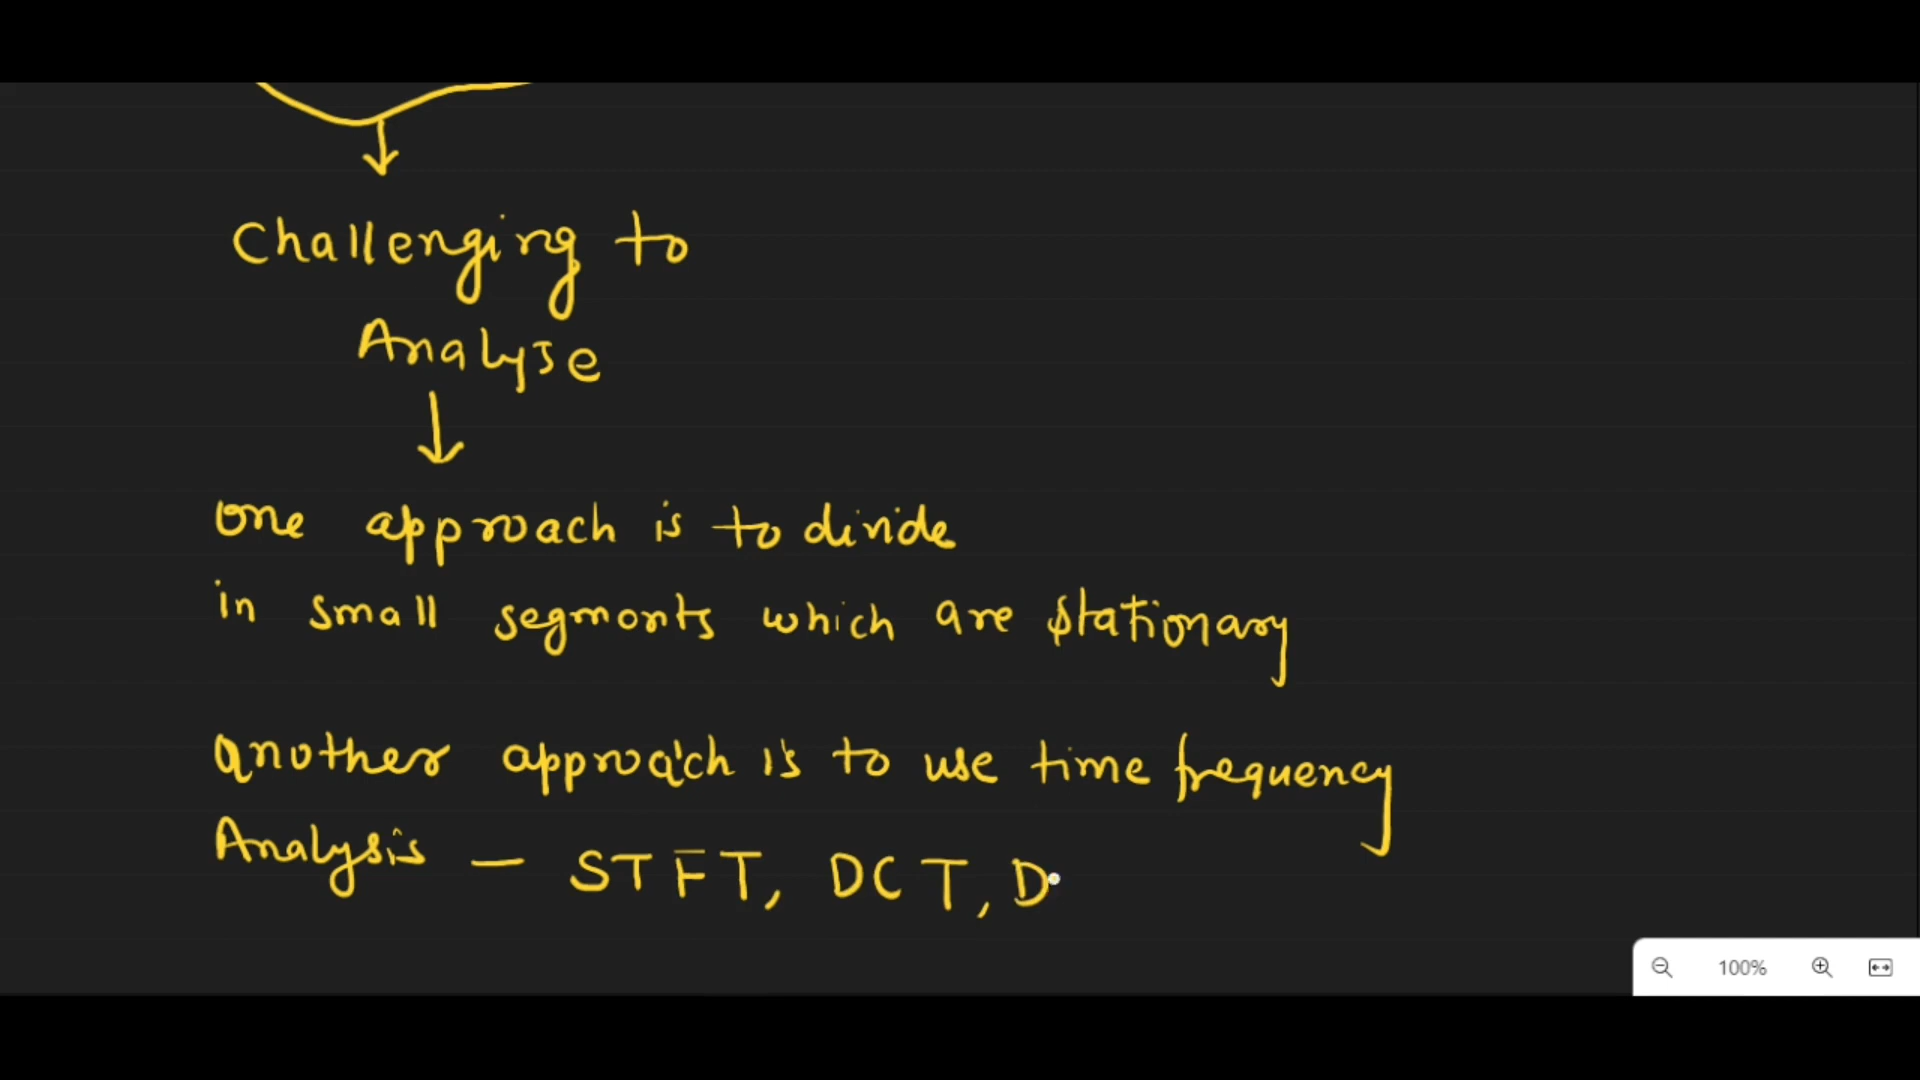 Challenging to
Analyse
one approach is to divide
in small segments which are stationary
another approach is to use time frequency
Analysis — STFT, DCT, D
100%